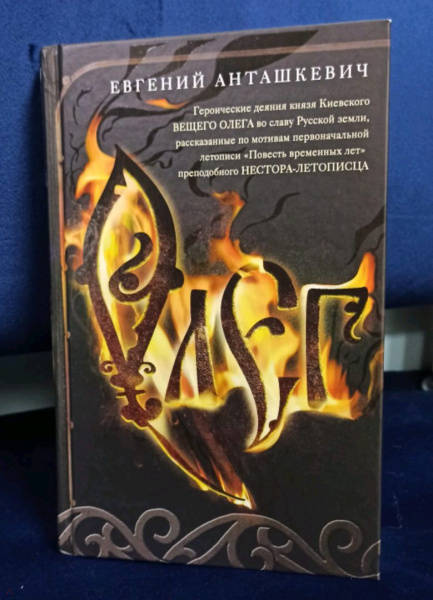 ЕВГЕНИЙ АНТАШКЕВИЧ
Героические деяния князя Киевского
ВЕЩЕГО ОЛЕГА во славу Русской земли,
рассказанные по мотивам первоначальной
летописи «Повесть временных лет»
преподобного НЕСТОРА-ЛЕТОПИСЦА
Олег